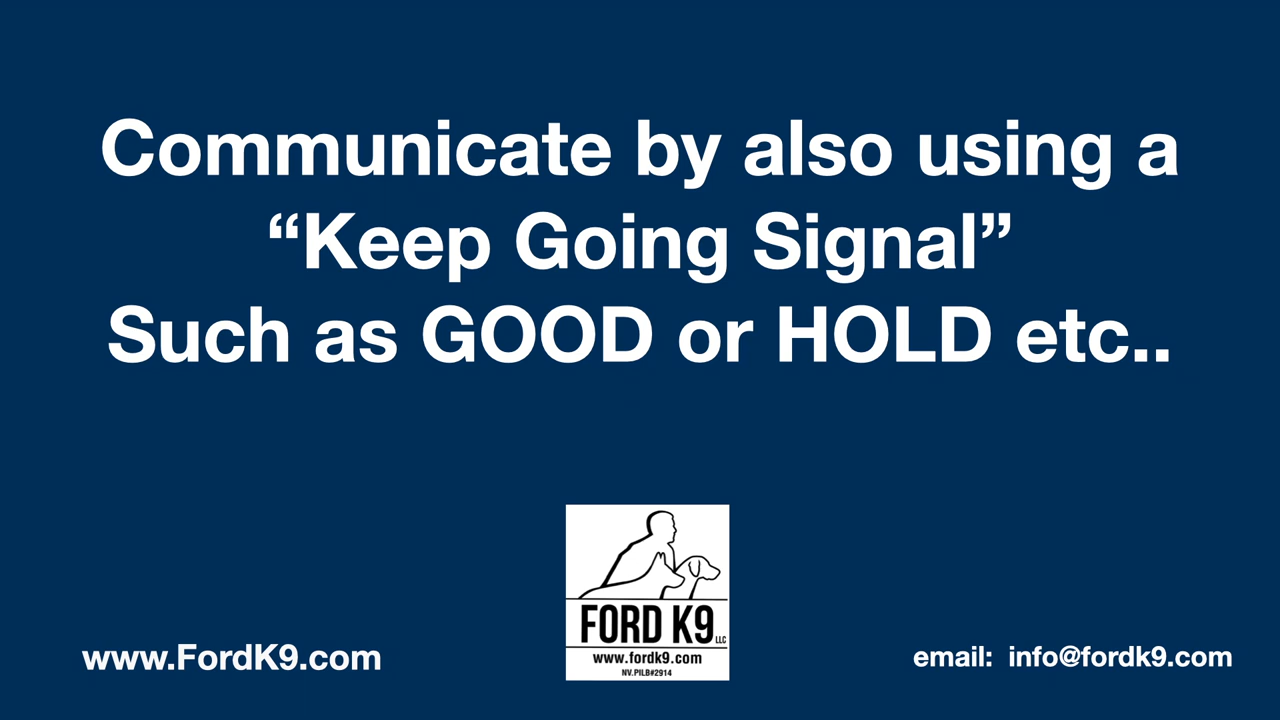 Communicate by also using a
“Keep Going Signal”
Such as GOOD or HOLD etc..
FORD K9 LLC
www.fordk9.com
NV.PILB#2914
www.FordK9.com
email: info@fordk9.com